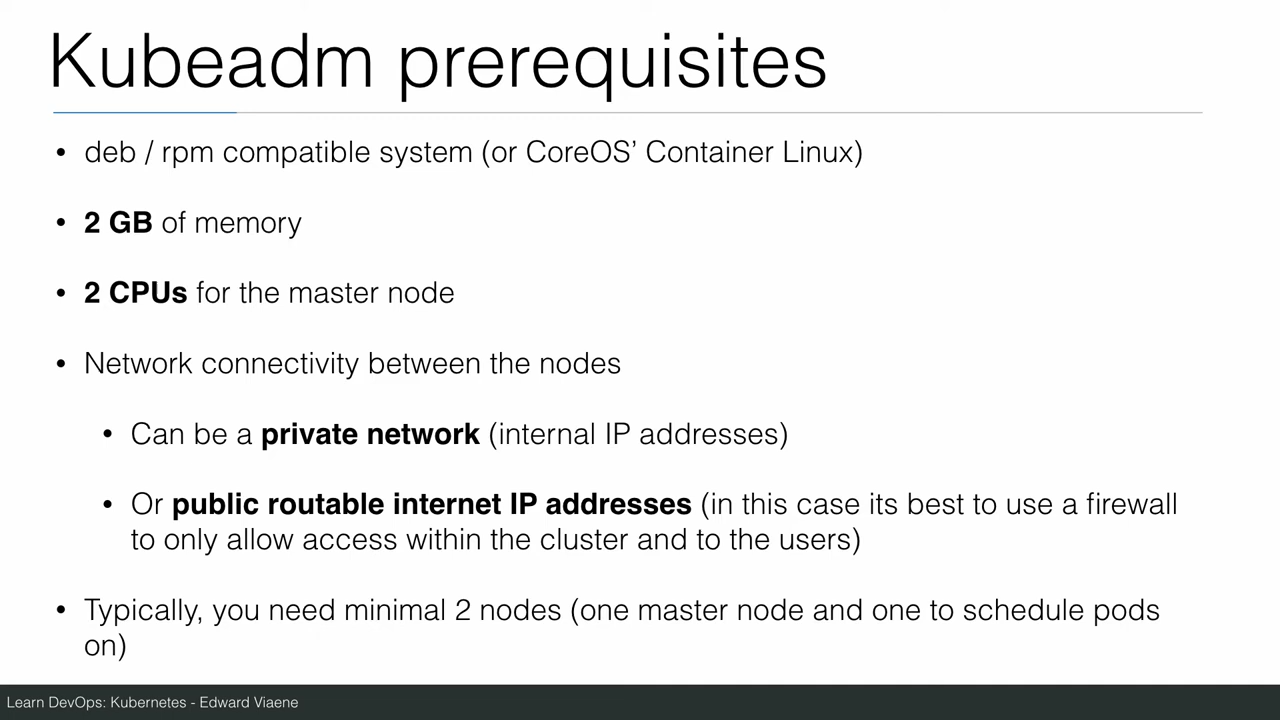 Kubeadm prerequisites
• deb / rpm compatible system (or CoreOS’ Container Linux)
• 2 GB of memory
• 2 CPUs for the master node
• Network connectivity between the nodes
• Can be a private network (internal IP addresses)
• Or public routable internet IP addresses (in this case its best to use a firewall
to only allow access within the cluster and to the users)
• Typically, you need minimal 2 nodes (one master node and one to schedule pods
on)
Learn DevOps: Kubernetes - Edward Viaene